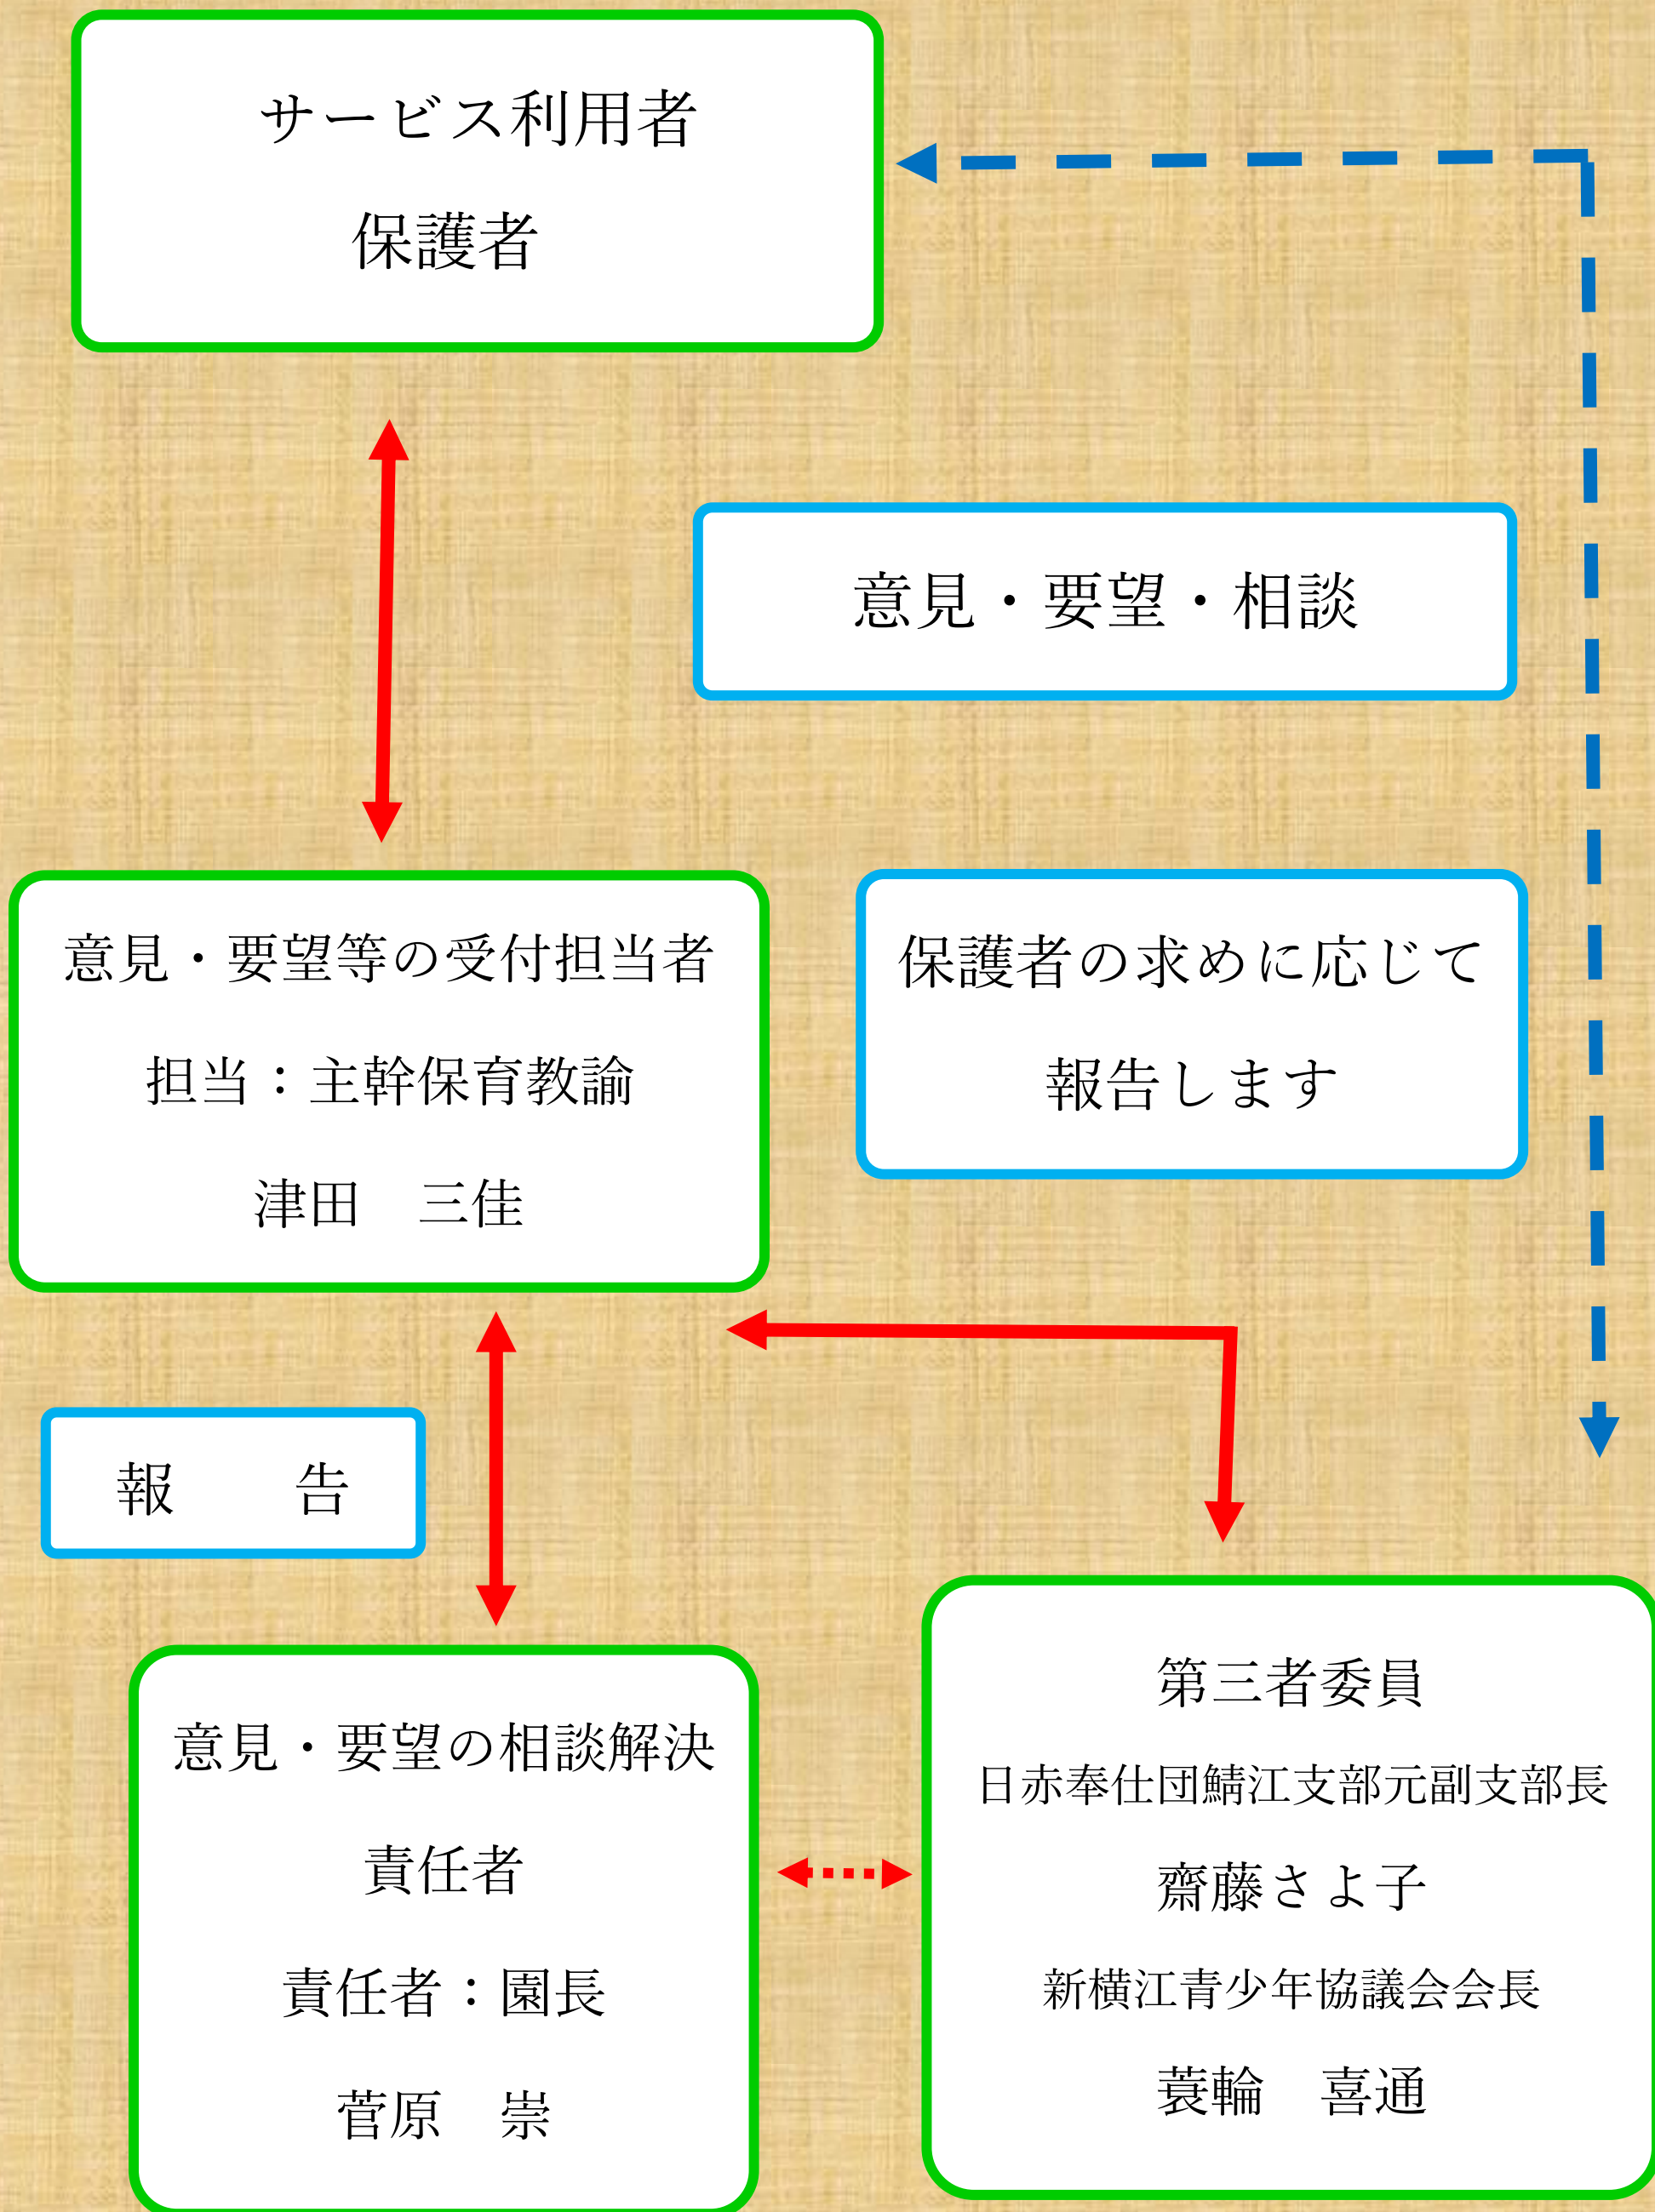 サービス利用者
保護者
意見・要望・相談
意見・要望等の受付担当者
担当：主幹保育教諭
津田　三佳
保護者の求めに応じて
報告します
報　　告
意見・要望の相談解決
責任者
責任者：園長
菅原　崇
第三者委員
日赤奉仕団鯖江支部元副支部長
齋藤さよ子
新横江青少年協議会会長
蓑輪　喜通